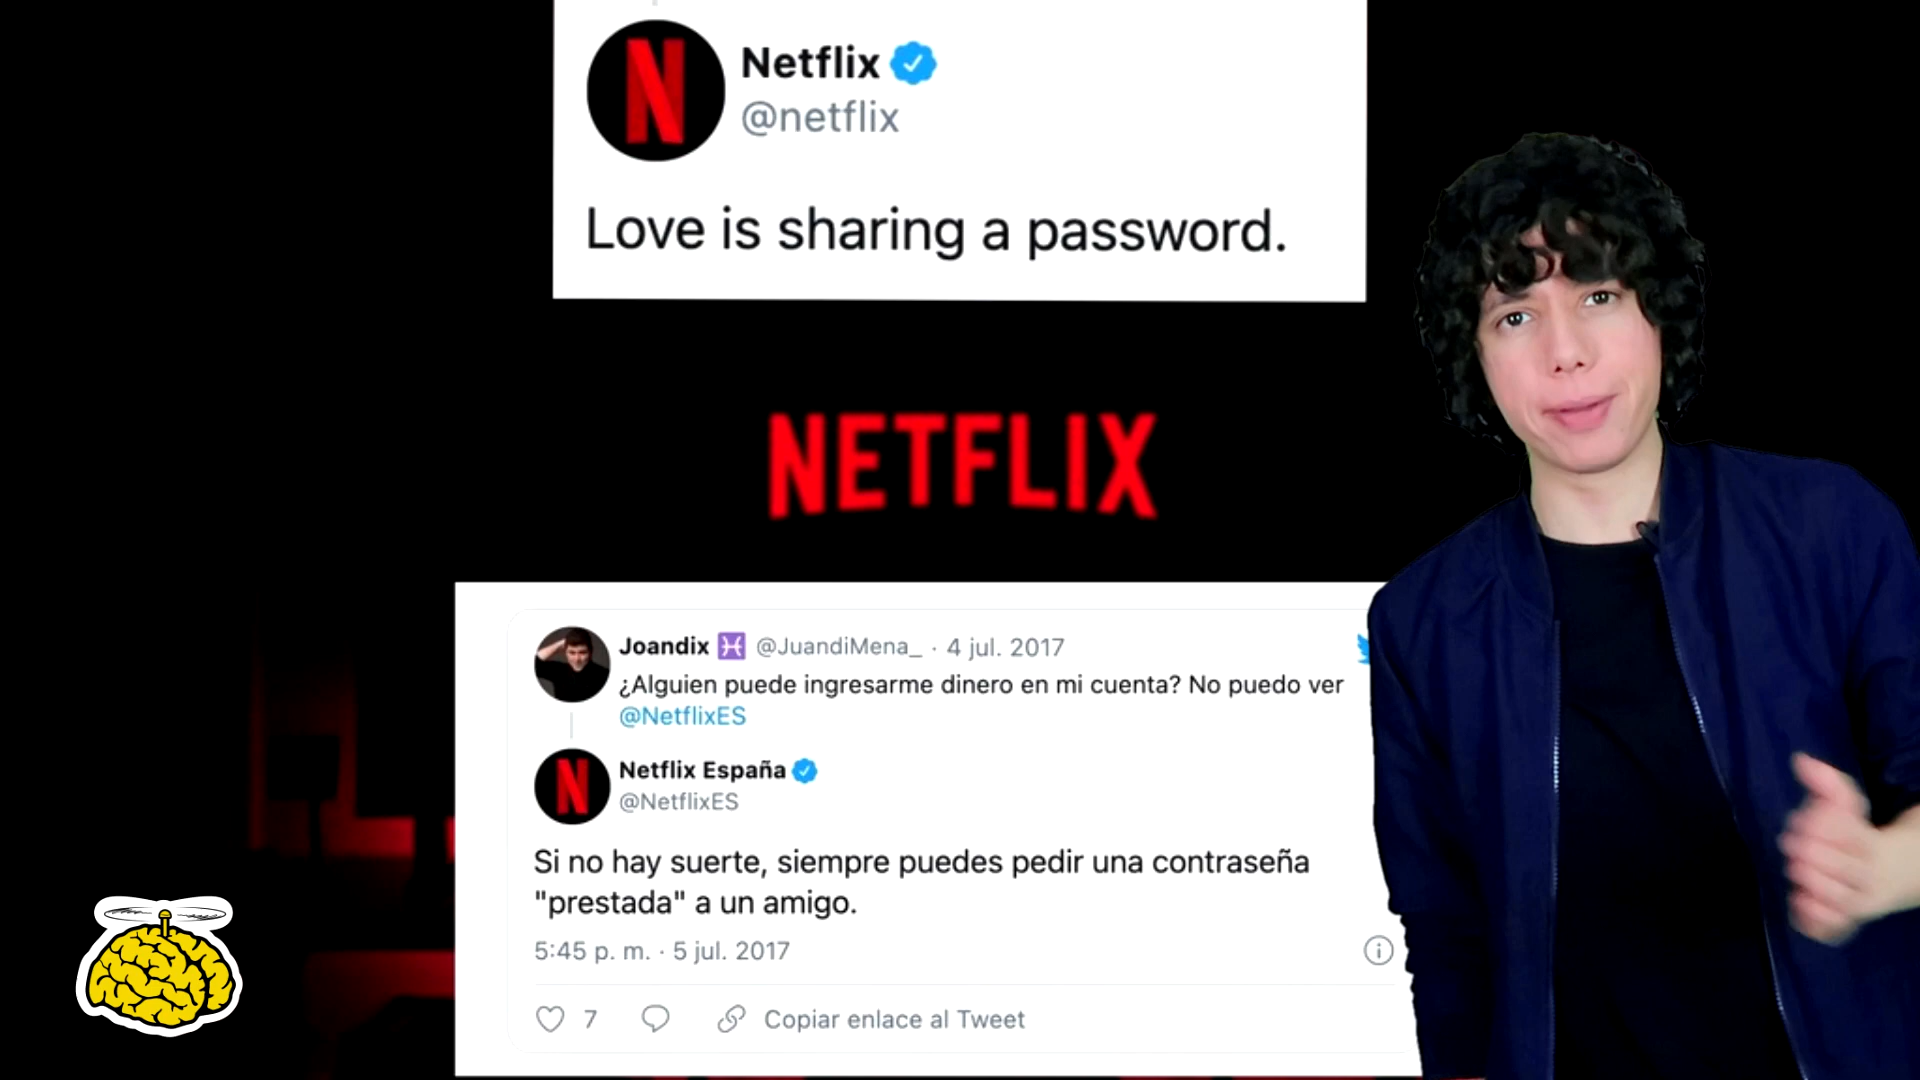 Netflix
@netflix
Love is sharing a password.
NETFLIX
Joandix @JuandiMena_ · 4 jul. 2017
¿Alguien puede ingresarme dinero en mi cuenta? No puedo ver
@NetflixES
Netflix España
@NetflixES
Si no hay suerte, siempre puedes pedir una contraseña
"prestada" a un amigo.
5:45 p. m. · 5 jul. 2017
7
Copiar enlace al Tweet